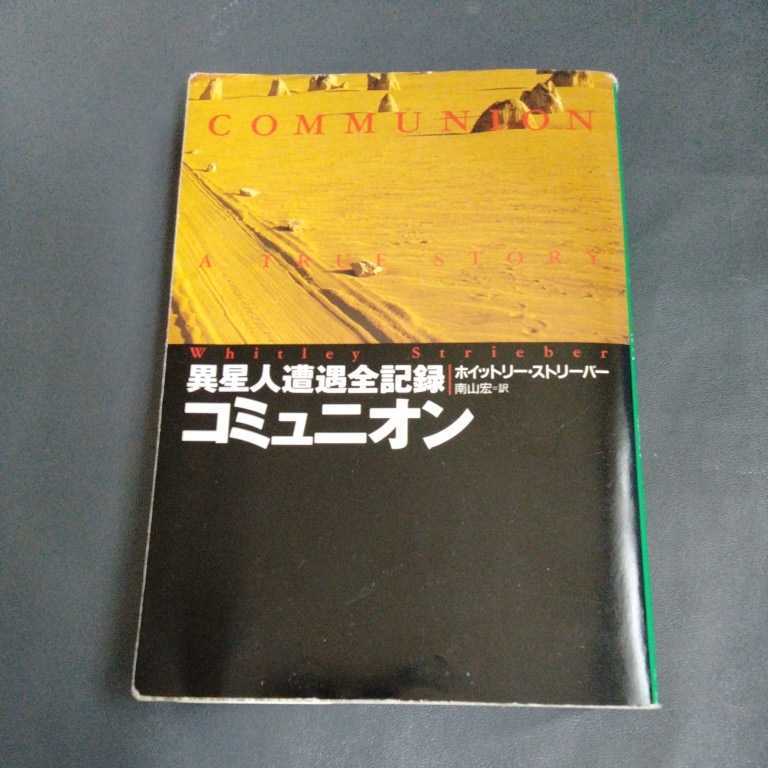 COMMUNION
A TRUE STORY
Whitley Strieber
異星人遭遇全記録
ホイットリー・ストリーバー
南山宏=訳
コミュニオン